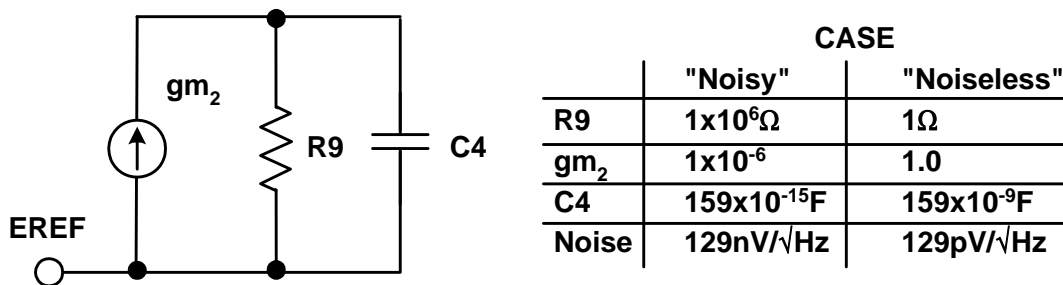 gm₂
R9
C4
EREF
CASE
"Noisy" "Noiseless"
R9 1x10⁶Ω 1Ω
gm₂ 1x10⁻⁶ 1.0
C4 159x10⁻¹⁵F 159x10⁻⁹F
Noise 129nV/√Hz 129pV/√Hz